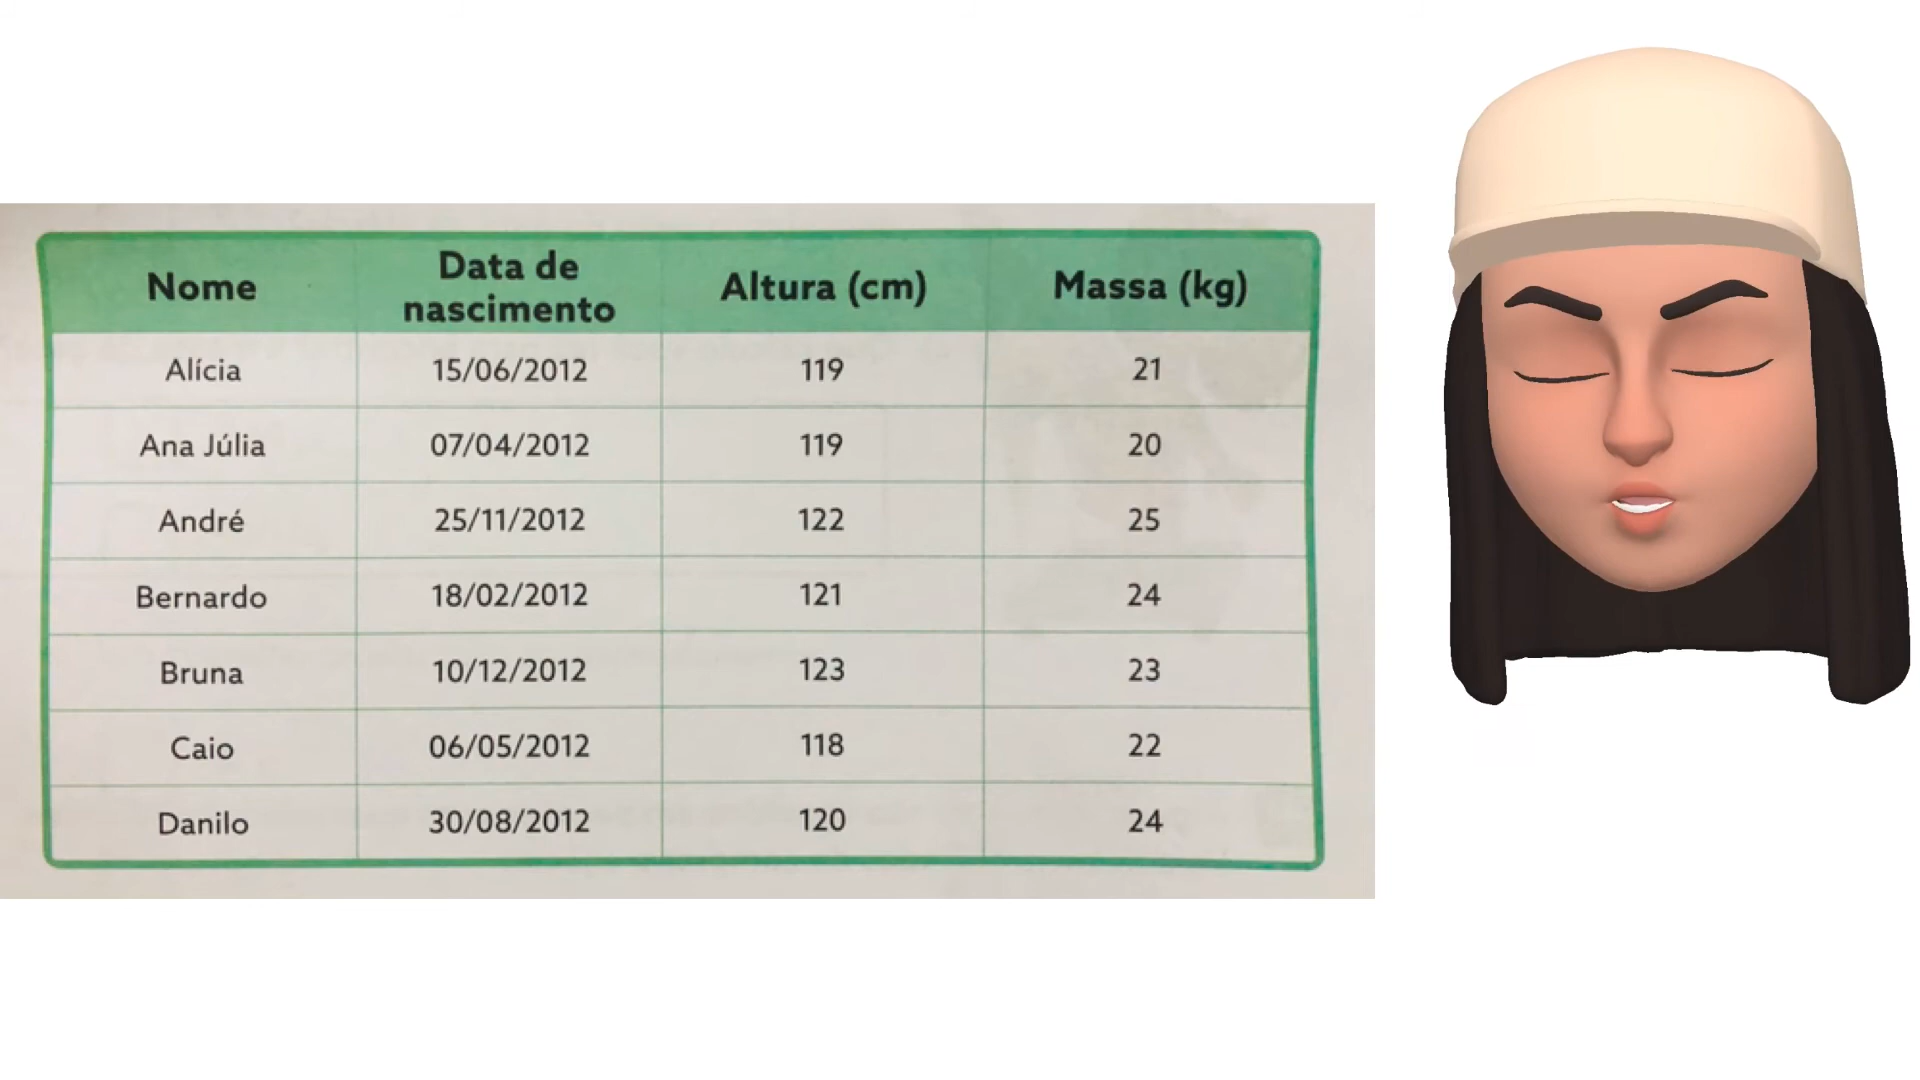 Nome Data de nascimento Altura (cm) Massa (kg)
Alícia 15/06/2012 119 21
Ana Júlia 07/04/2012 119 20
André 25/11/2012 122 25
Bernardo 18/02/2012 121 24
Bruna 10/12/2012 123 23
Caio 06/05/2012 118 22
Danilo 30/08/2012 120 24